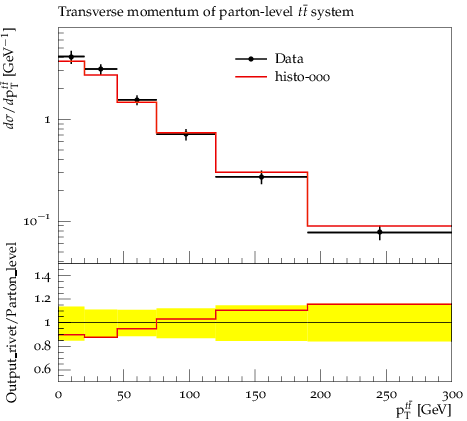 Transverse momentum of parton-level tt̄ system
dσ/dp_T^{tt̄} [GeV⁻¹]
Data
histo-000
1
10⁻¹
Output_rivet/Parton_level
1.4
1.2
1
0.8
0.6
0 50 100 150 200 250 300
p_T^{tt̄} [GeV]